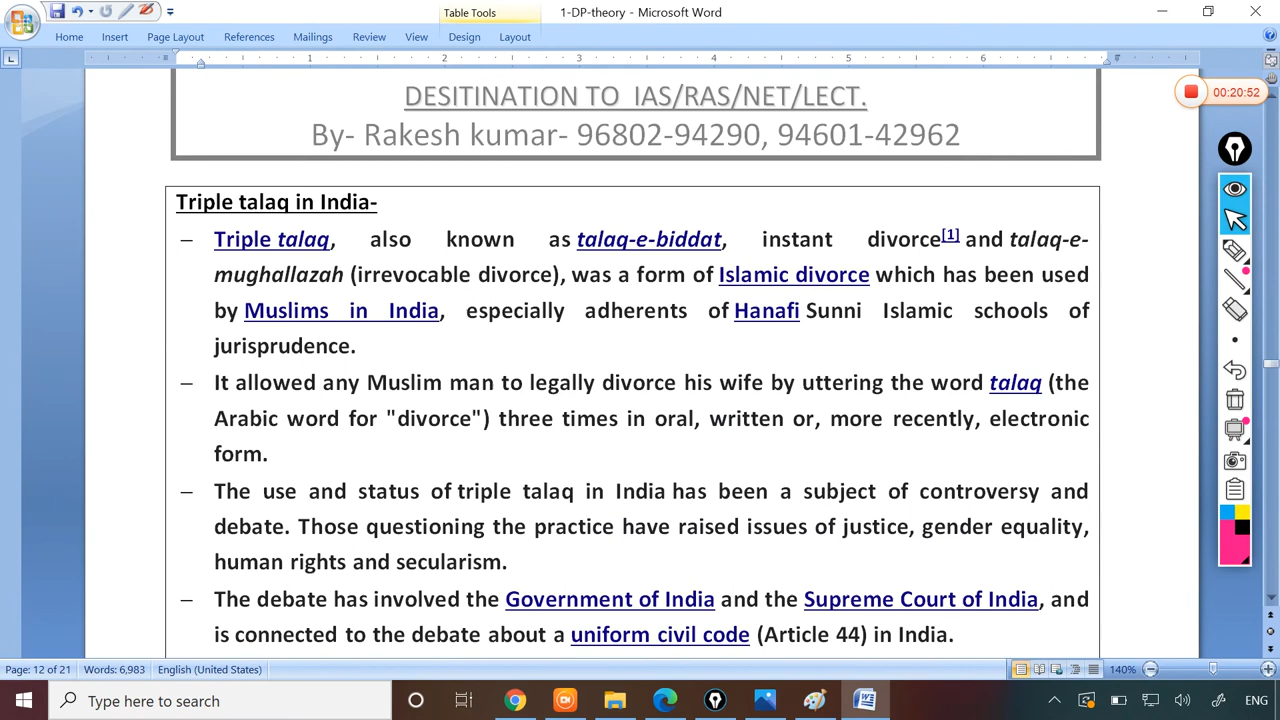 Table Tools
1-DP-theory - Microsoft Word
Home Insert Page Layout References Mailings Review View Design Layout
1 2 3 4 5 6 7
00:20:52
DESITINATION TO IAS/RAS/NET/LECT.
By- Rakesh kumar- 96802-94290, 94601-42962
Triple talaq in India-
– Triple talaq, also known as talaq-e-biddat, instant divorce[1] and talaq-e-
mughallazah (irrevocable divorce), was a form of Islamic divorce which has been used
by Muslims in India, especially adherents of Hanafi Sunni Islamic schools of
jurisprudence.
– It allowed any Muslim man to legally divorce his wife by uttering the word talaq (the
Arabic word for "divorce") three times in oral, written or, more recently, electronic
form.
– The use and status of triple talaq in India has been a subject of controversy and
debate. Those questioning the practice have raised issues of justice, gender equality,
human rights and secularism.
– The debate has involved the Government of India and the Supreme Court of India, and
is connected to the debate about a uniform civil code (Article 44) in India.
Page: 12 of 21 Words: 6,983 English (United States) 140%
Type here to search ENG